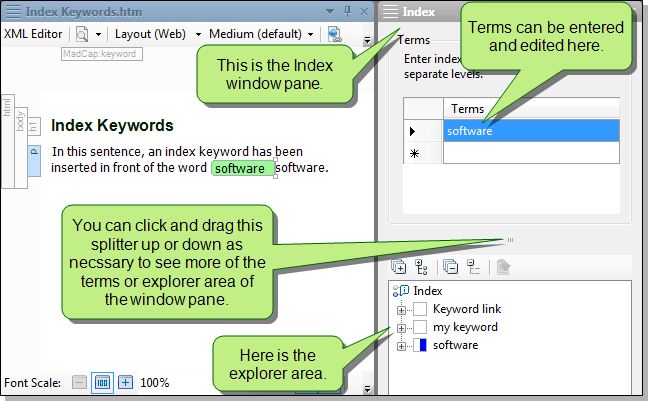 Index Keywords.htm
Index
XML Editor
Layout (Web)
Medium (default)
MadCap:keyword
This is the Index
window pane.
Terms can be entered
and edited here.
Terms
Enter index
separate levels.
Terms
software
html
body
h1
p
Index Keywords
In this sentence, an index keyword has been
inserted in front of the word software software.
You can click and drag this
splitter up or down as
necssary to see more of the
terms or explorer area of
the window pane.
Index
Keyword link
my keyword
software
Here is the
explorer area.
Font Scale: 100 100%